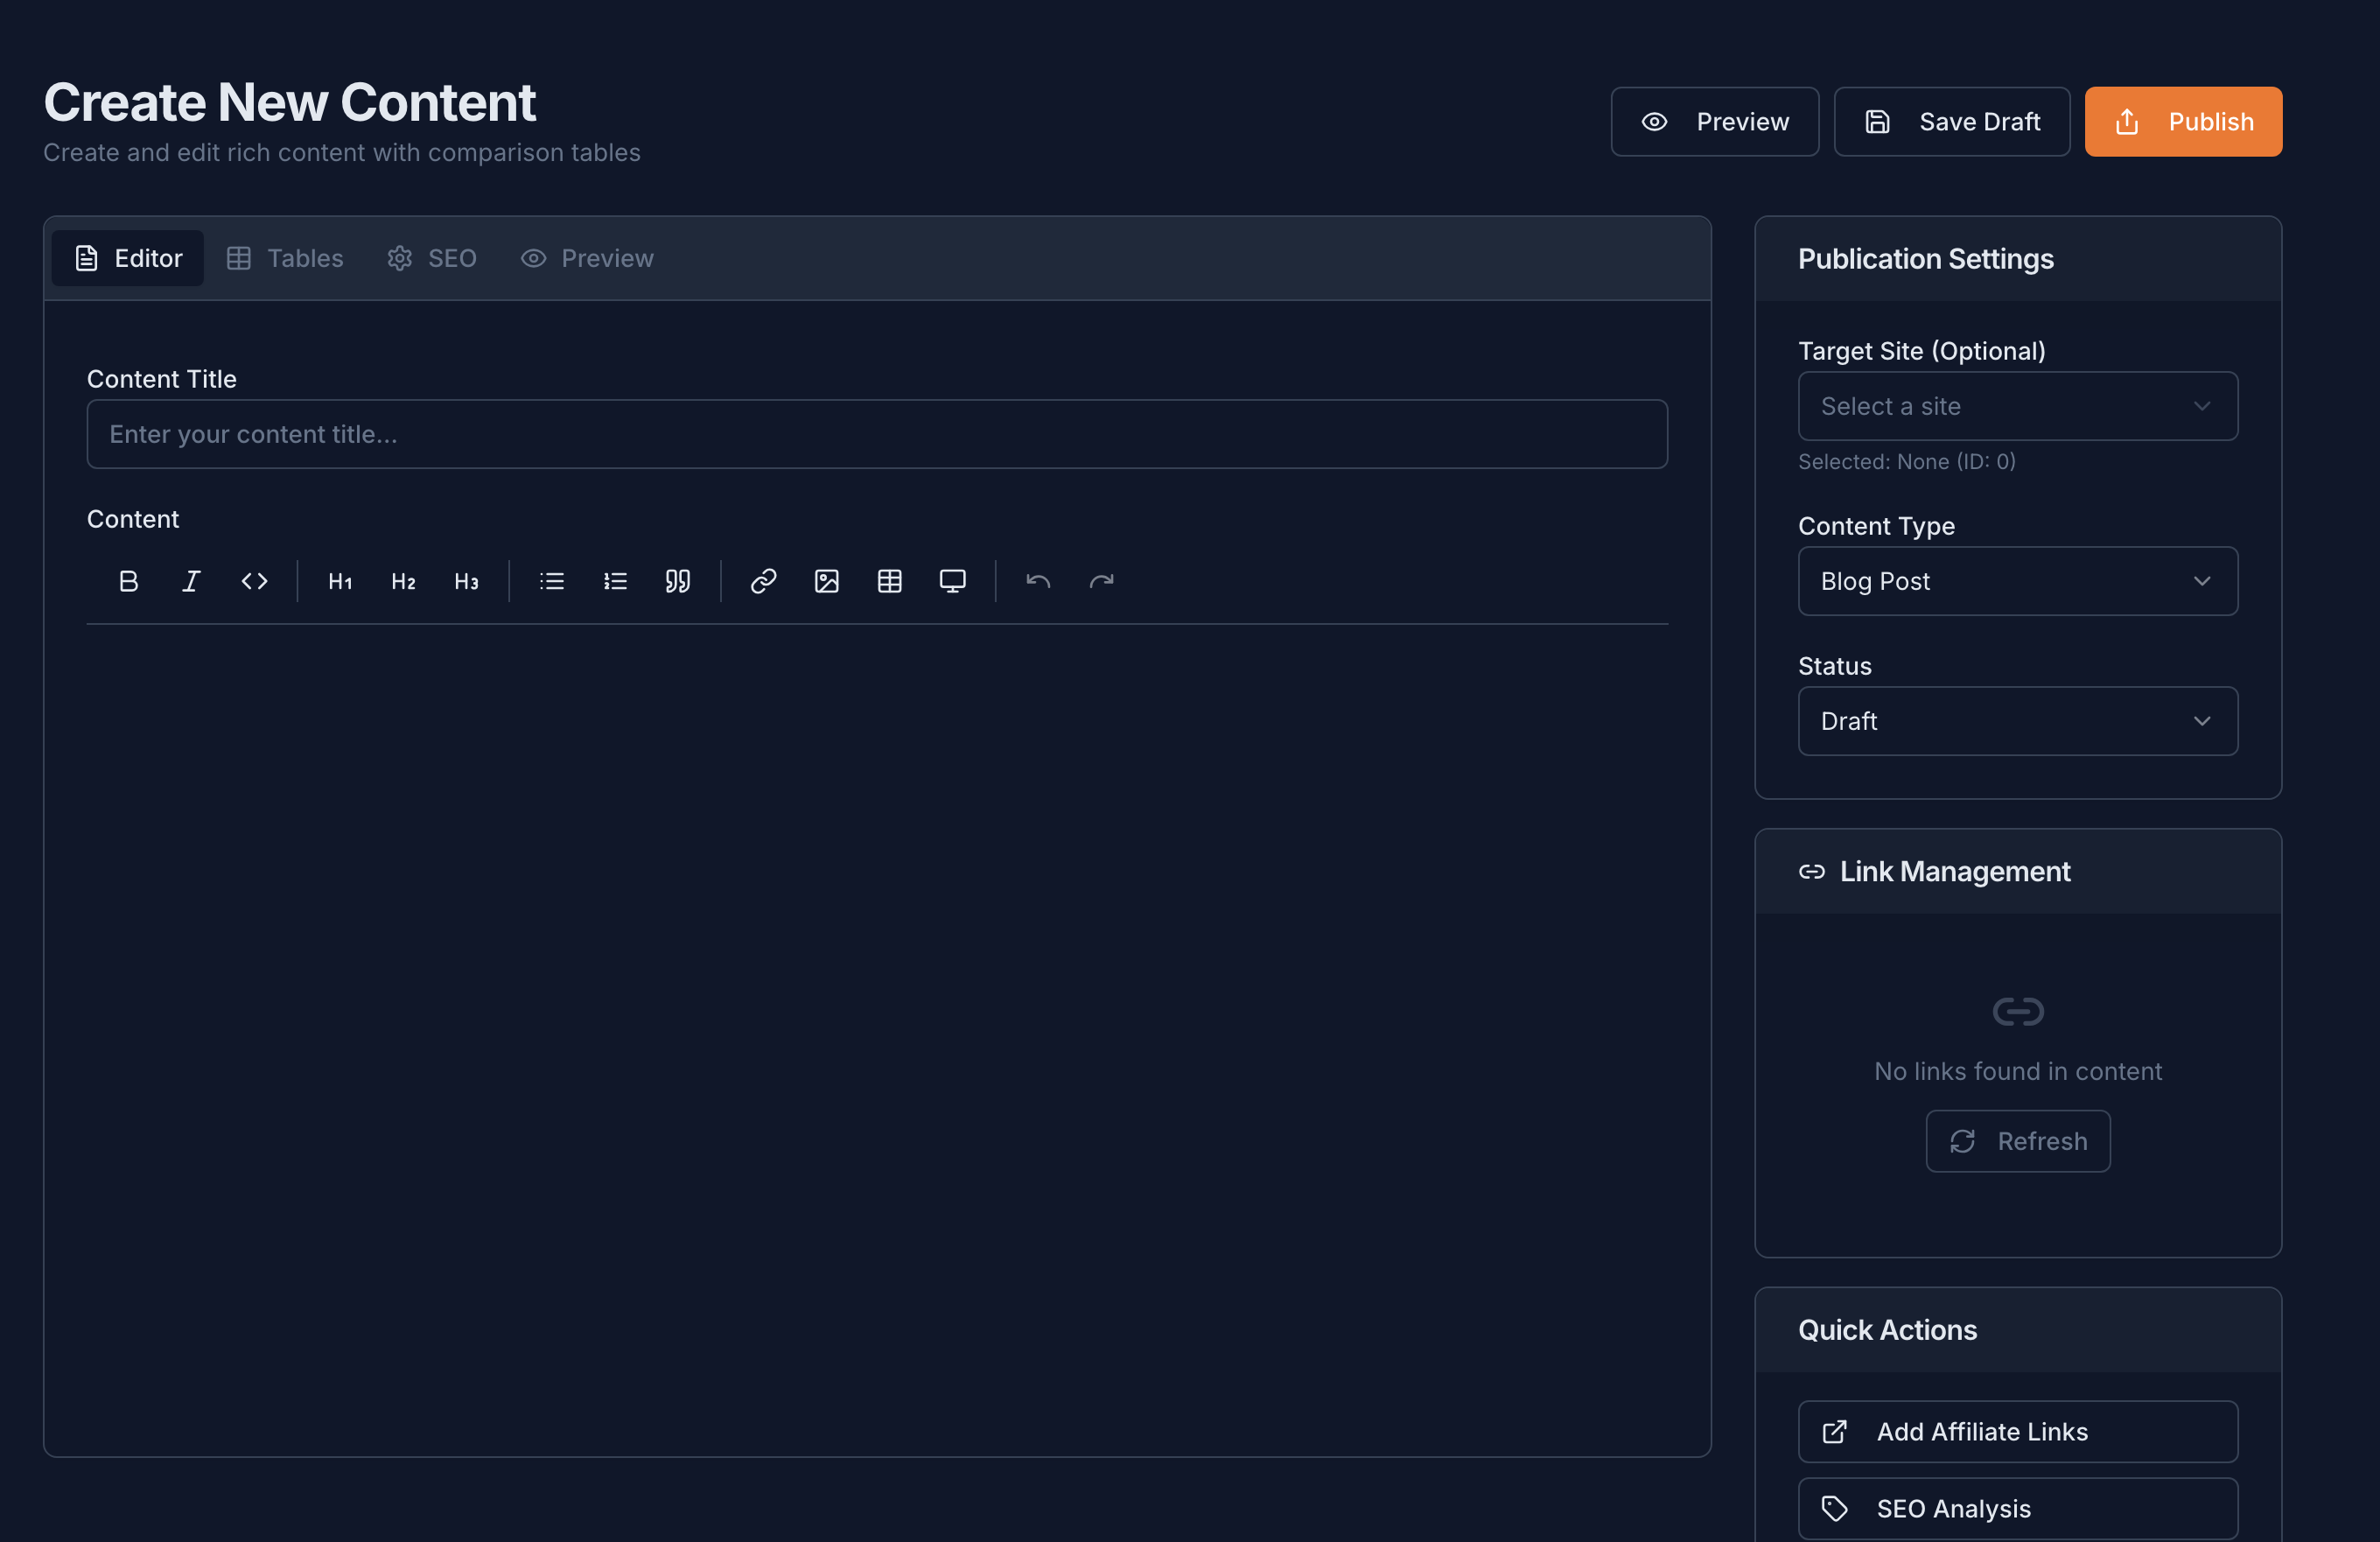 Create New Content
Create and edit rich content with comparison tables
Preview
Save Draft
Publish
Editor
Tables
SEO
Preview
Content Title
Enter your content title...
Content
H1
H2
H3
Publication Settings
Target Site (Optional)
Select a site
Selected: None (ID: 0)
Content Type
Blog Post
Status
Draft
Link Management
No links found in content
Refresh
Quick Actions
Add Affiliate Links
SEO Analysis